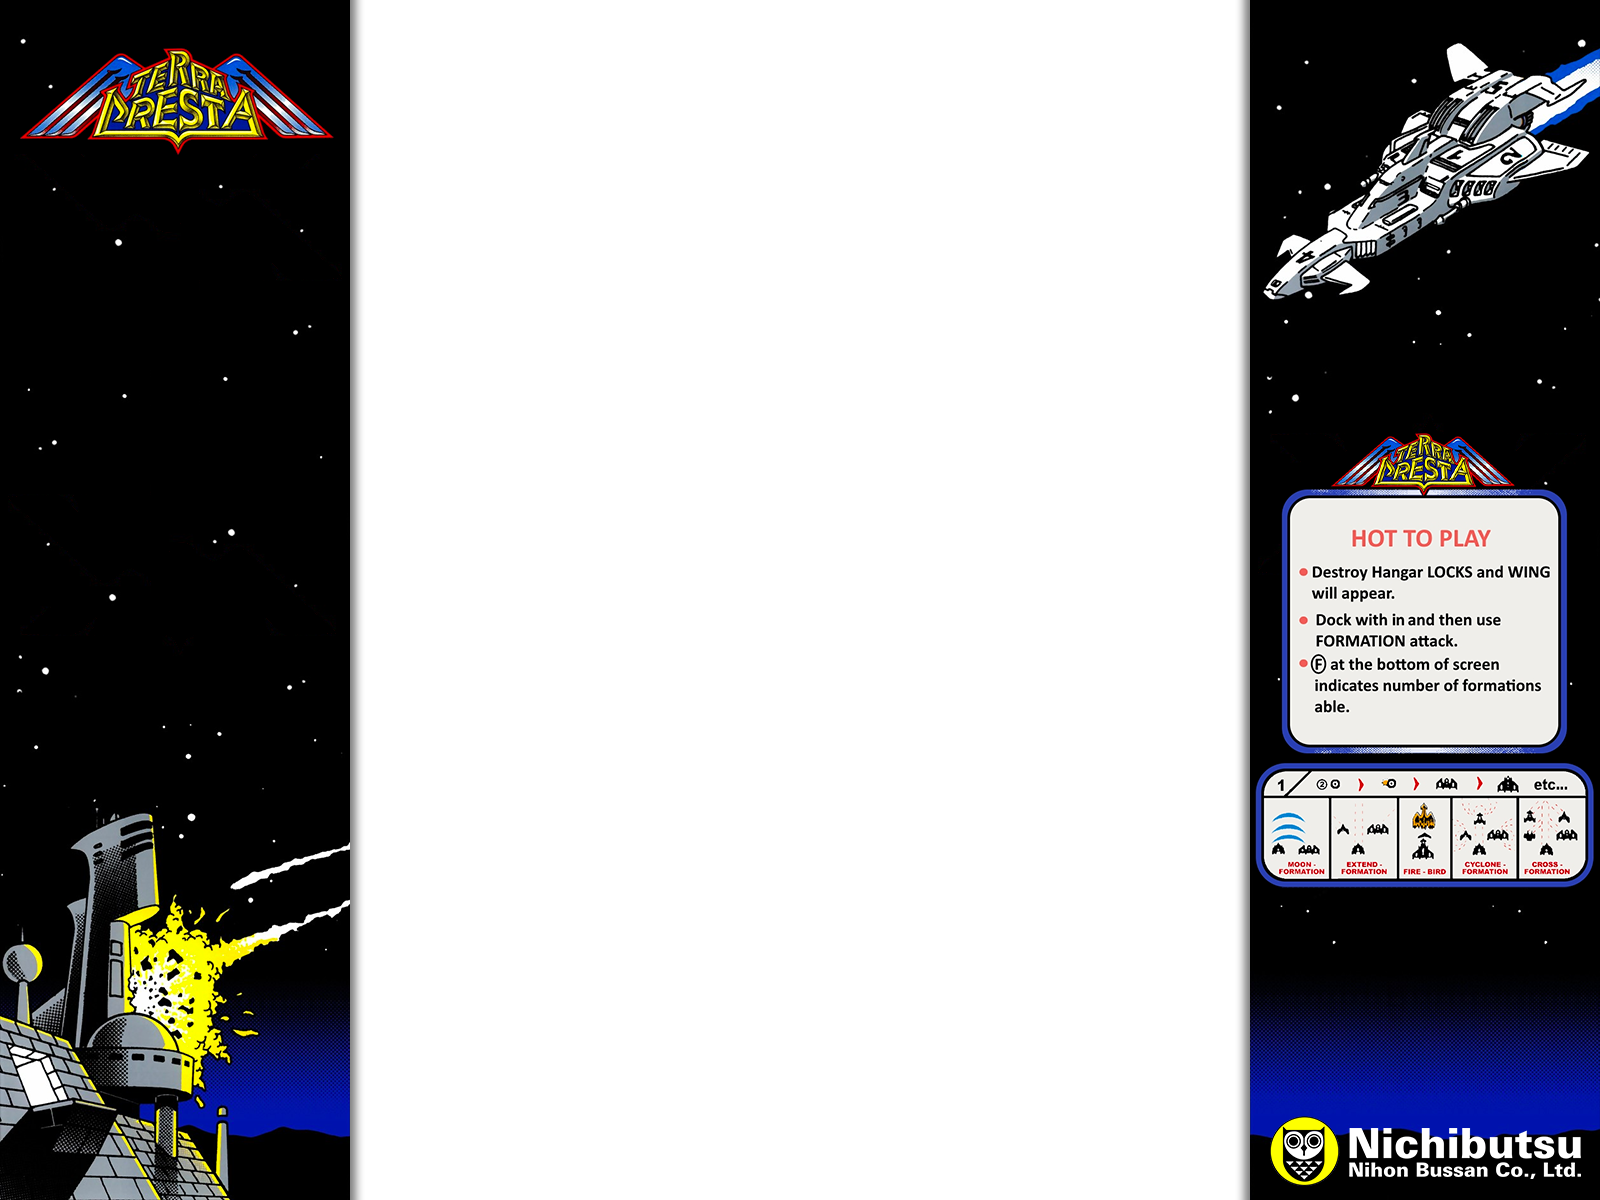 TERRA
CRESTA
TERRA
CRESTA
HOT TO PLAY
Destroy Hangar LOCKS and WING
will appear.
Dock with in and then use
FORMATION attack.
Ⓕ at the bottom of screen
indicates number of formations
able.
1 ② etc...
MOON -
FORMATION
EXTEND -
FORMATION
FIRE - BIRD
CYCLONE -
FORMATION
CROSS -
FORMATION
Nichibutsu
Nihon Bussan Co., Ltd.